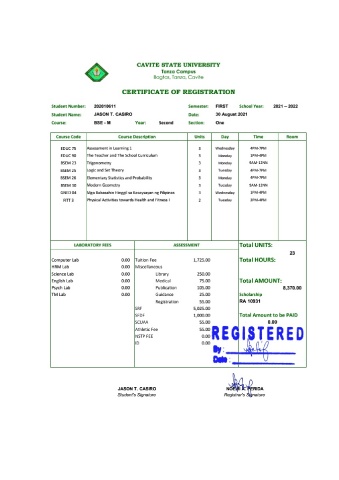 CAVITE STATE UNIVERSITY
Tanza Campus
Bagtas, Tanza, Cavite
CERTIFICATE OF REGISTRATION
Student Number: 202010611 Semester: FIRST School Year: 2021 – 2022
Student Name: JASON T. CASIRO Date: 30 August 2021
Course: BSE - M Year: Second Section: One
Course Code Course Description Units Day Time Room
EDUC 75 Assessment in Learning 1 3 Wednesday 4PM-7PM
EDUC 90 The Teacher and The School Curriculum 3 Monday 1PM-4PM
BSEM 23 Trigonometry 3 Monday 9AM-12NN
BSEM 25 Logic and Set Theory 3 Tuesday 4PM-7PM
BSEM 26 Elementary Statistics and Probability 3 Monday 4PM-7PM
BSEM 30 Modern Geometry 3 Tuesday 9AM-12NN
GNED 04 Mga Babasahin Hinggil sa Kasaysayan ng Pilipinas 3 Wednesday 1PM-4PM
FITT 3 Physical Activities towards Health and Fitness I 2 Tuesday 2PM-4PM
LABORATORY FEES ASSESSMENT Total UNITS:
23
Computer Lab 0.00 Tuition Fee 1,725.00 Total HOURS:
HRM Lab 0.00 Miscellaneous
Science Lab 0.00 Library 250.00
English Lab 0.00 Medical 75.00 Total AMOUNT:
Psych Lab 0.00 Publication 105.00 8,370.00
TM Lab 0.00 Guidance 25.00 Scholarship
Registration 55.00 RA 10931
SRF 5,025.00
SFDF 1,000.00 Total Amount to be PAID
SCUAA 55.00 0.00
Athletic Fee 55.00
NSTP FEE 0.00
ID 0.00
REGISTERED
By :
Date :
JASON T. CASIRO
Student's Signature Registrar's Signature